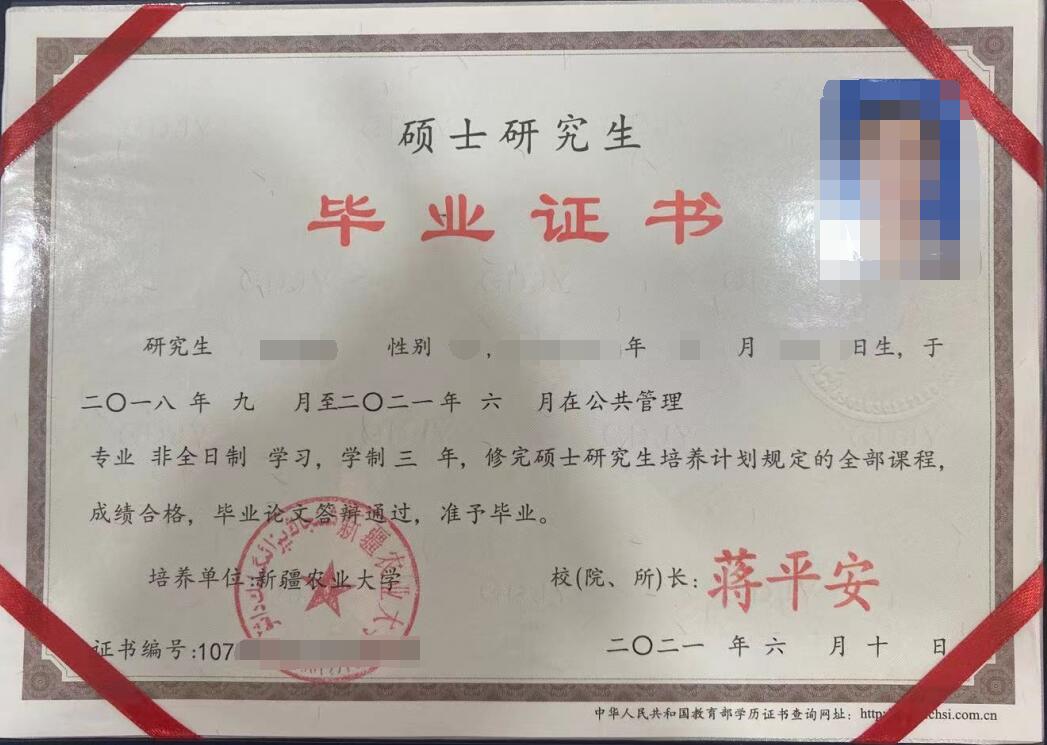 硕士研究生
毕业证书
研究生 性别 , 年 月 日生, 于
二〇一八 年 九 月至二〇二一年 六 月在公共管理
专业 非全日制 学习, 学制 三 年, 修完硕士研究生培养计划规定的全部课程,
成绩合格, 毕业论文答辩通过, 准予毕业。
培养单位:新疆农业大学
校(院、所)长: 蒋平安
证书编号:107
二〇二一 年 六 月 十 日
新疆农业大学
中华人民共和国教育部学历证书查询网址: http chsi.com.cn